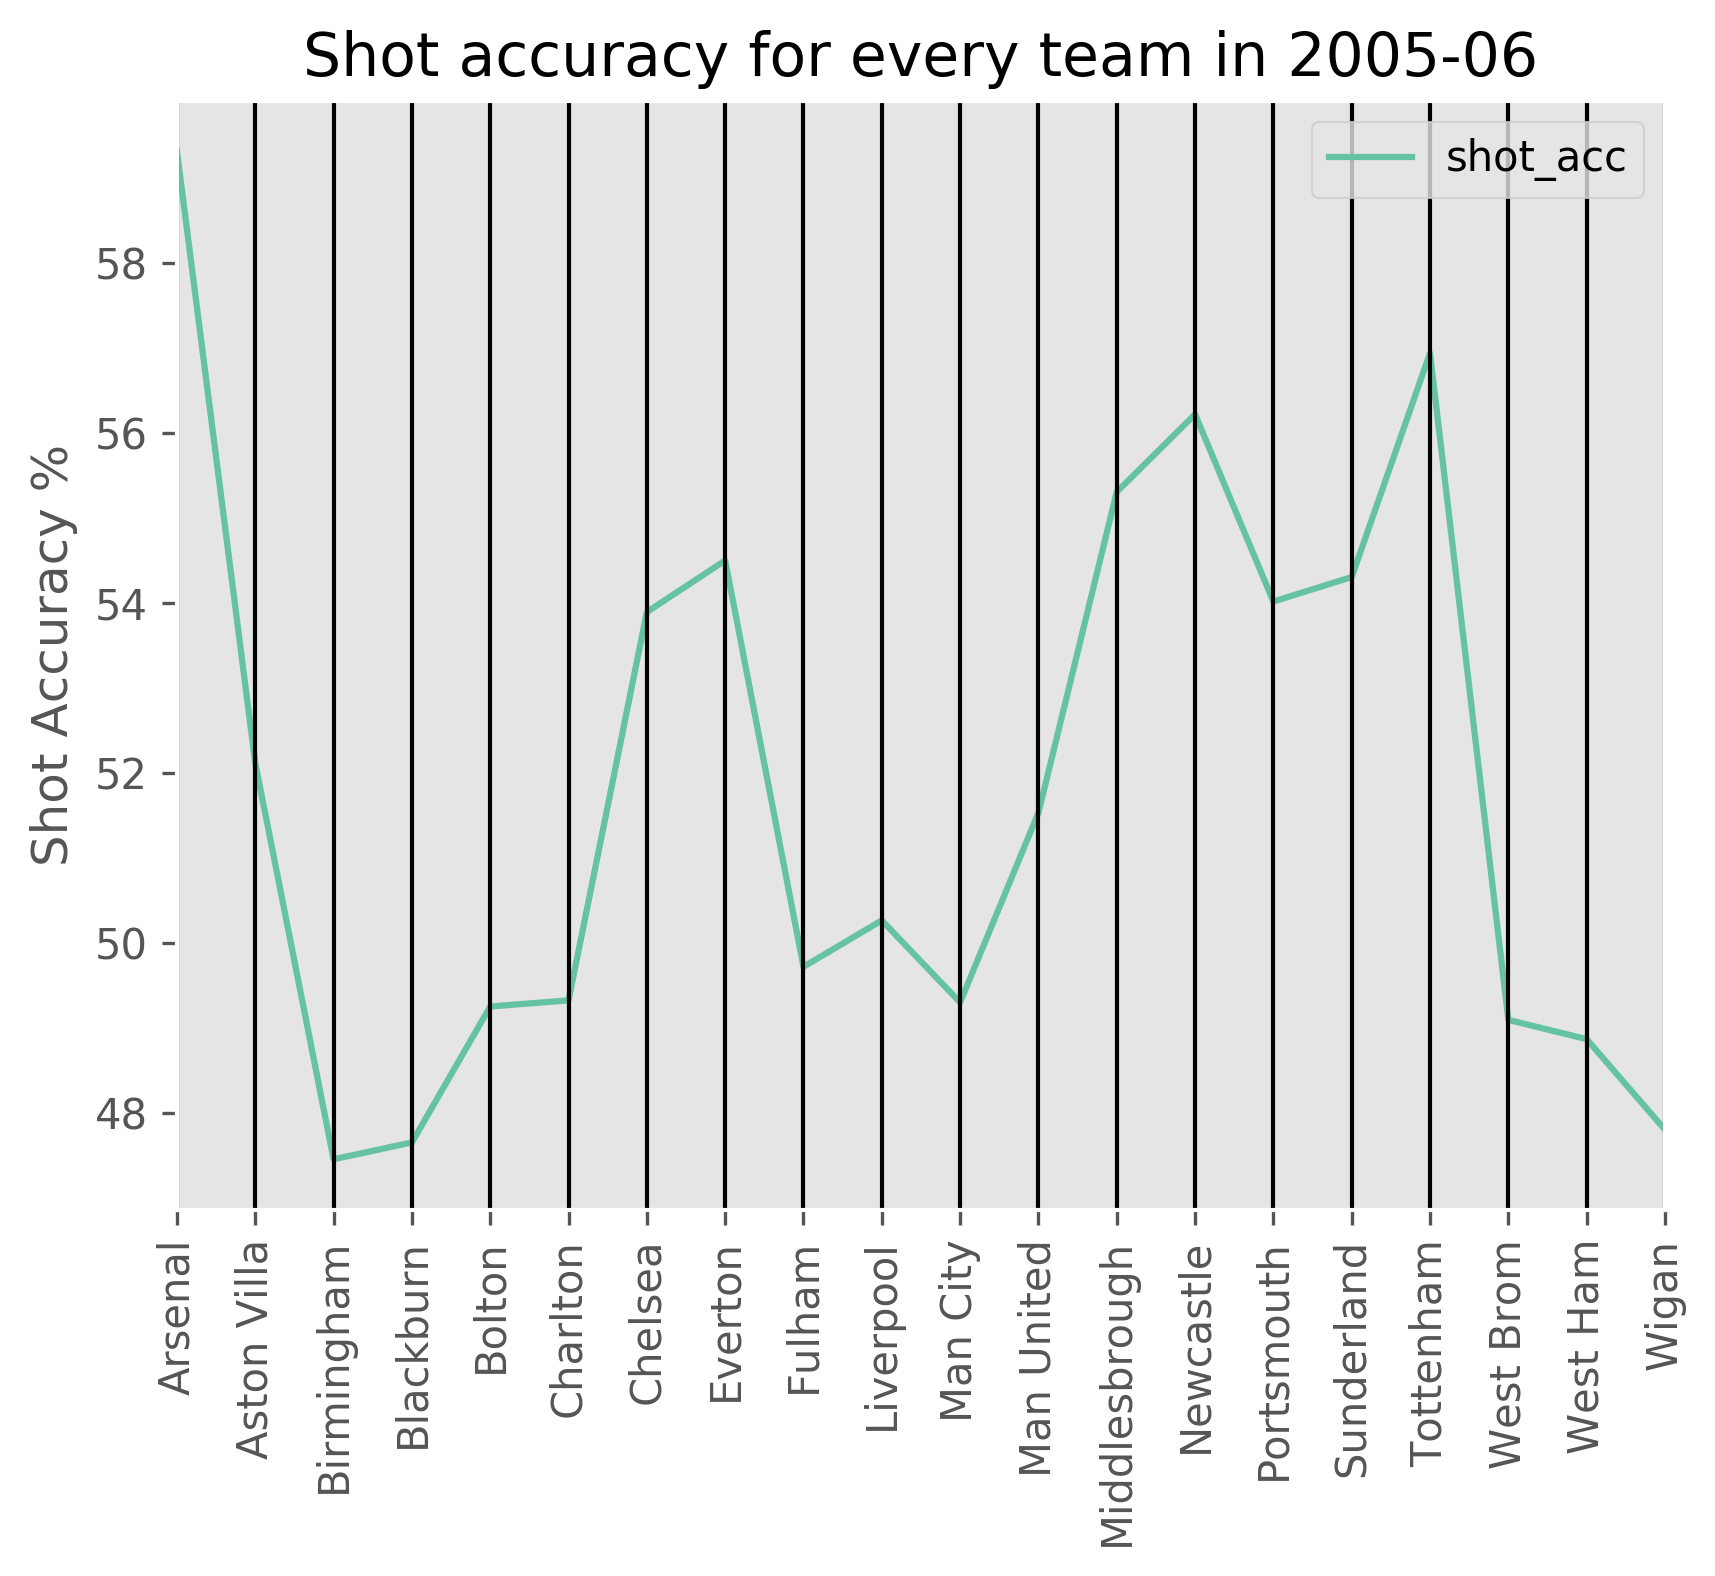 Shot accuracy for every team in 2005-06
shot_acc
Shot Accuracy %
58
56
54
52
50
48
Arsenal
Aston Villa
Birmingham
Blackburn
Bolton
Charlton
Chelsea
Everton
Fulham
Liverpool
Man City
Man United
Middlesbrough
Newcastle
Portsmouth
Sunderland
Tottenham
West Brom
West Ham
Wigan